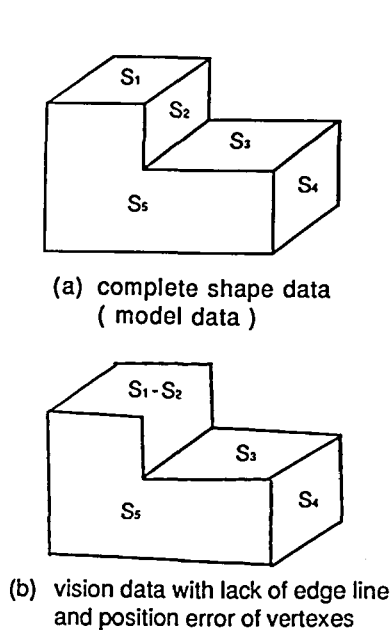 S1
S2
S3
S4
S5
(a) complete shape data
( model data )
S1-S2
S3
S4
S5
(b) vision data with lack of edge line
and position error of vertexes